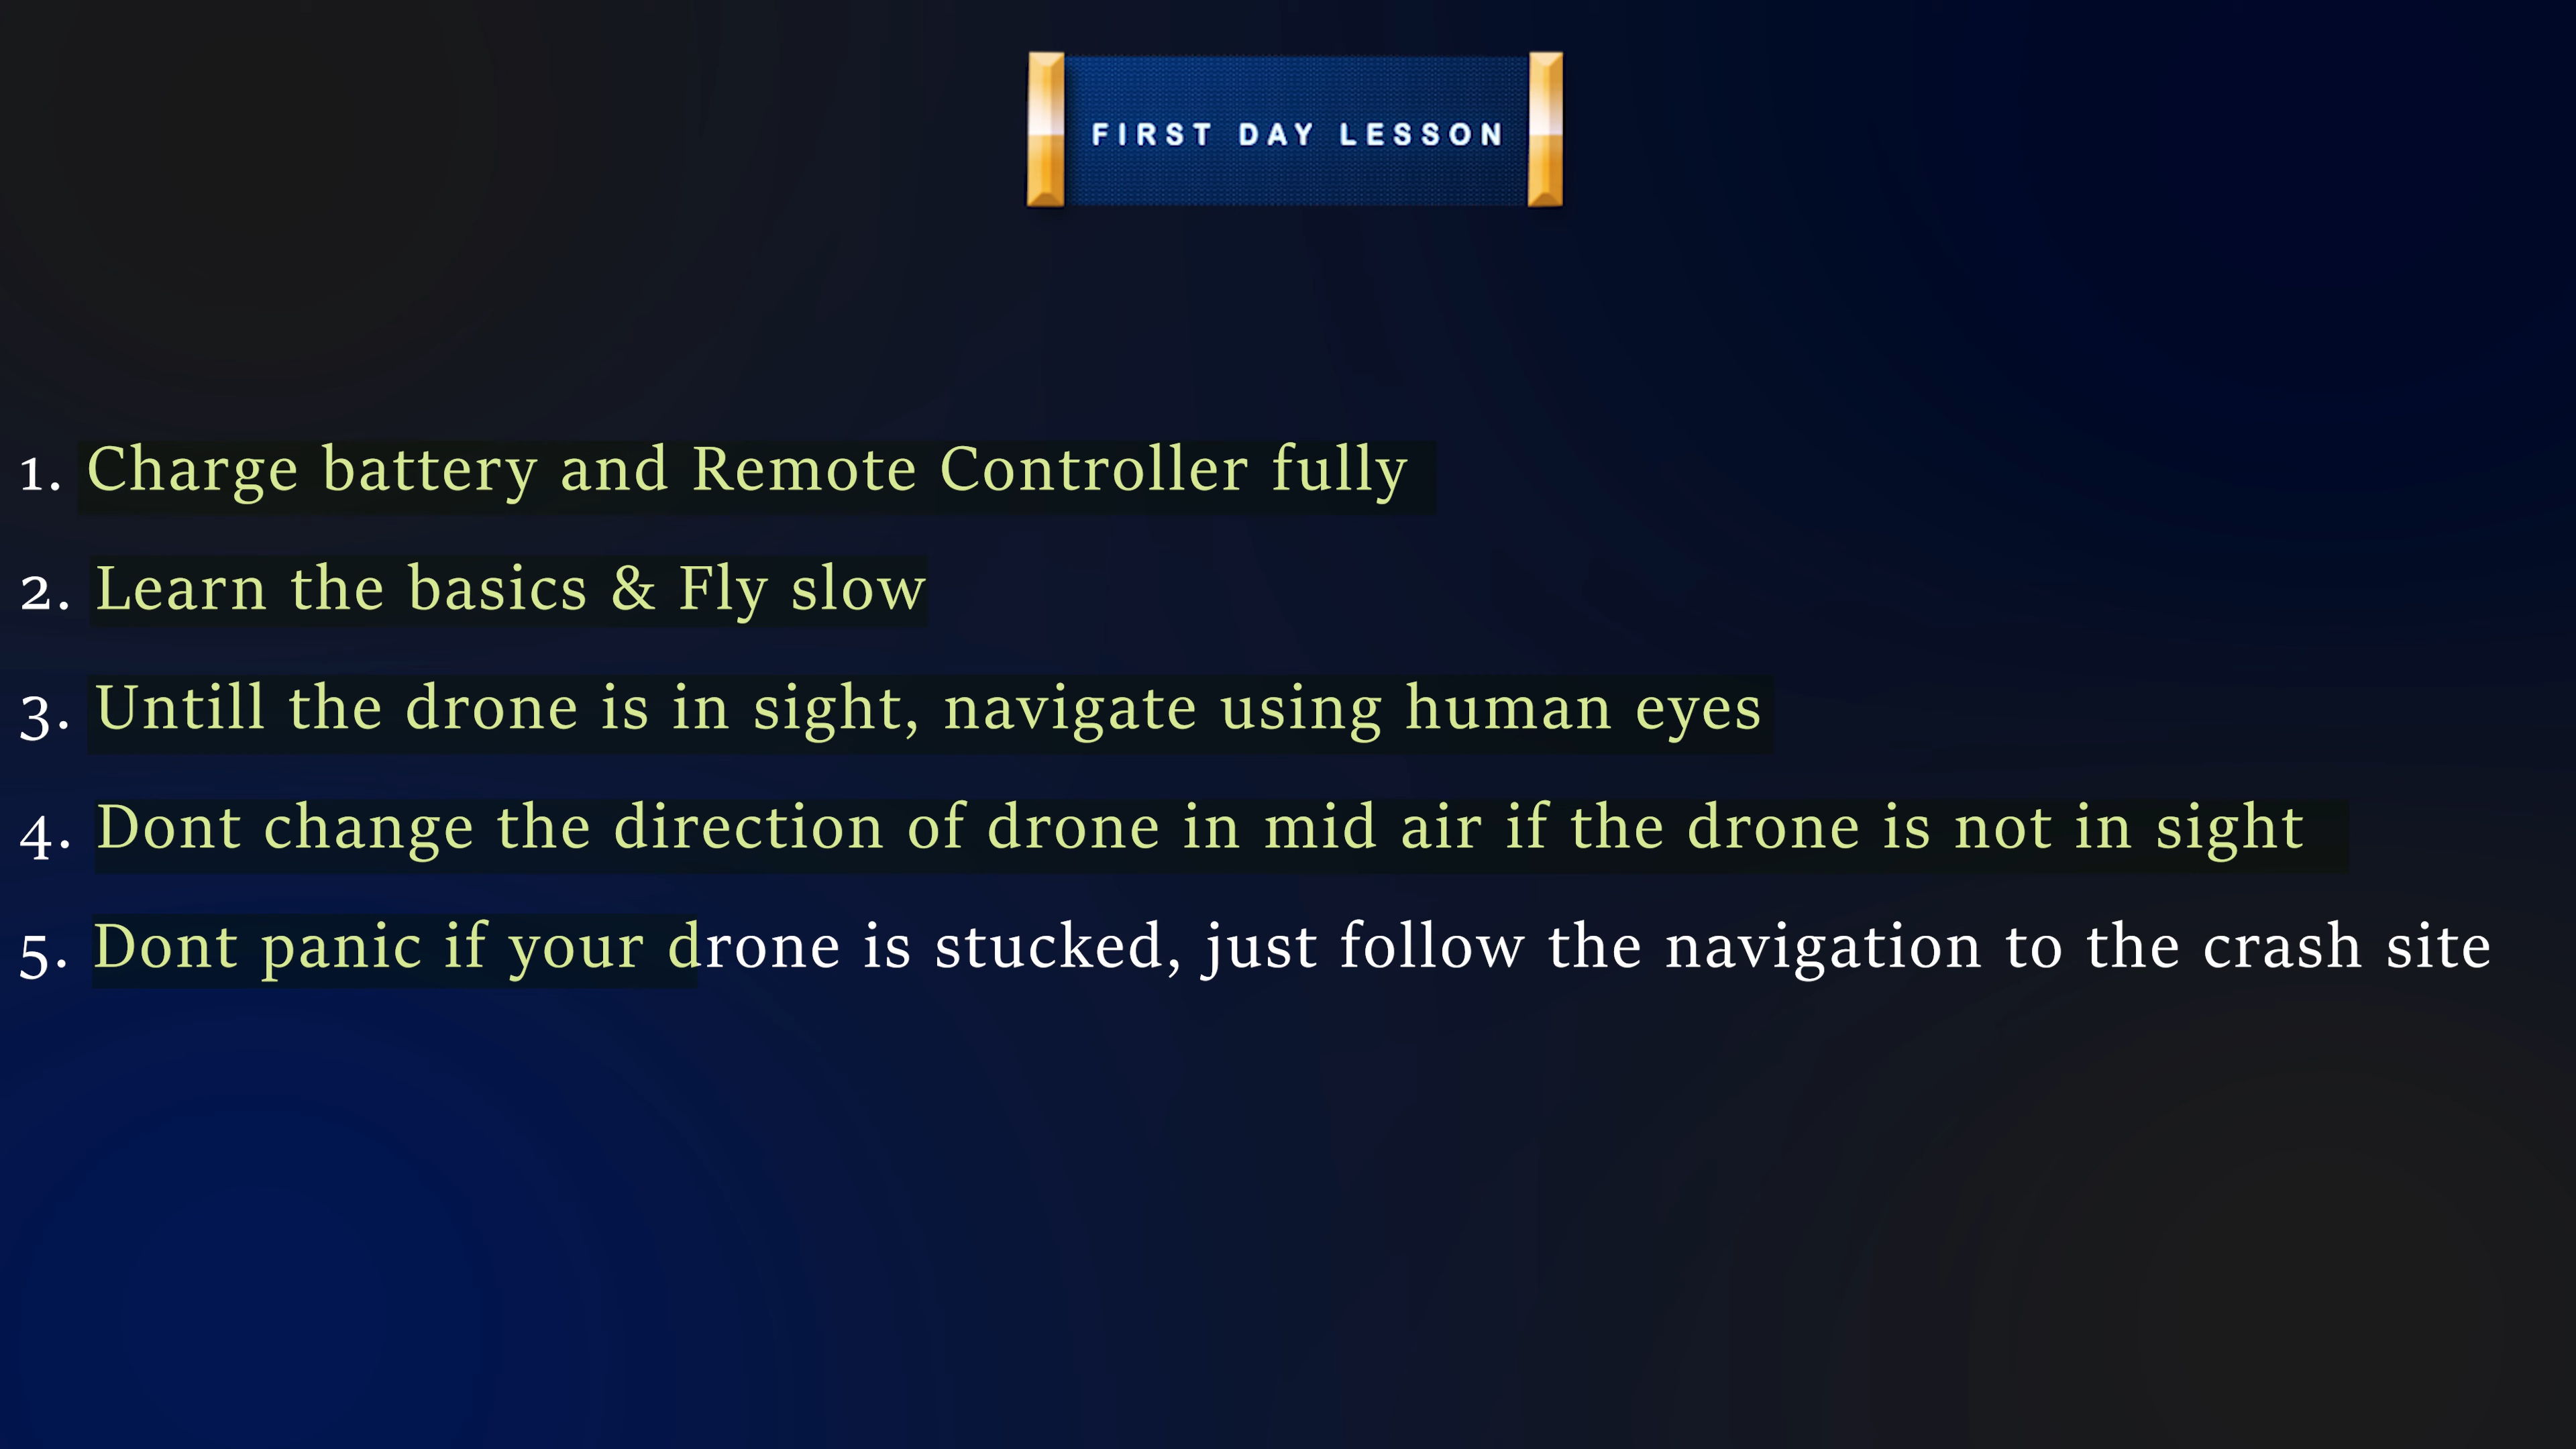 FIRST DAY LESSON
1. Charge battery and Remote Controller fully
2. Learn the basics & Fly slow
3. Untill the drone is in sight, navigate using human eyes
4. Dont change the direction of drone in mid air if the drone is not in sight
5. Dont panic if your drone is stucked, just follow the navigation to the crash site